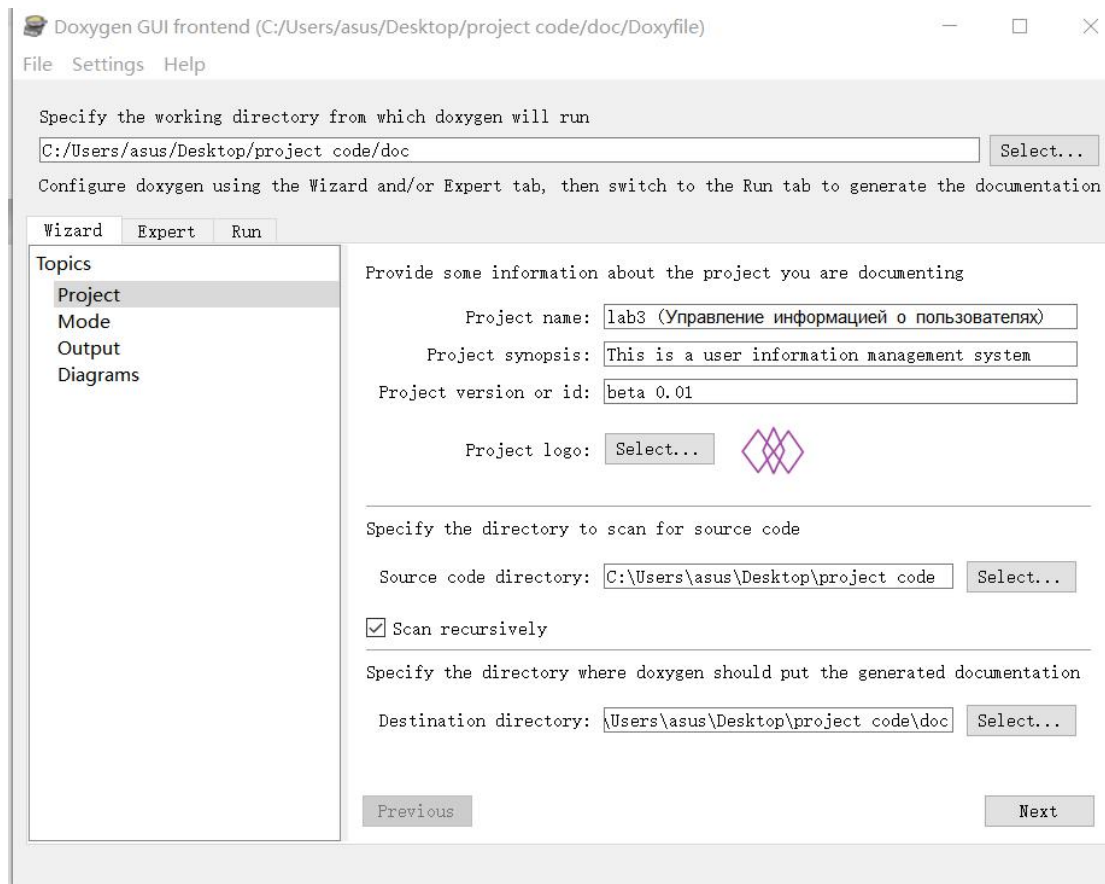 Doxygen GUI frontend (C:/Users/asus/Desktop/project code/doc/Doxyfile)
File Settings Help
Specify the working directory from which doxygen will run
C:/Users/asus/Desktop/project code/doc Select...
Configure doxygen using the Wizard and/or Expert tab, then switch to the Run tab to generate the documentation
Wizard Expert Run
Topics
Project
Mode
Output
Diagrams
Provide some information about the project you are documenting
Project name: lab3 (Управление информацией о пользователях)
Project synopsis: This is a user information management system
Project version or id: beta 0.01
Project logo: Select...
Specify the directory to scan for source code
Source code directory: C:\Users\asus\Desktop\project code Select...
Scan recursively
Specify the directory where doxygen should put the generated documentation
Destination directory: \Users\asus\Desktop\project code\doc Select...
Previous Next